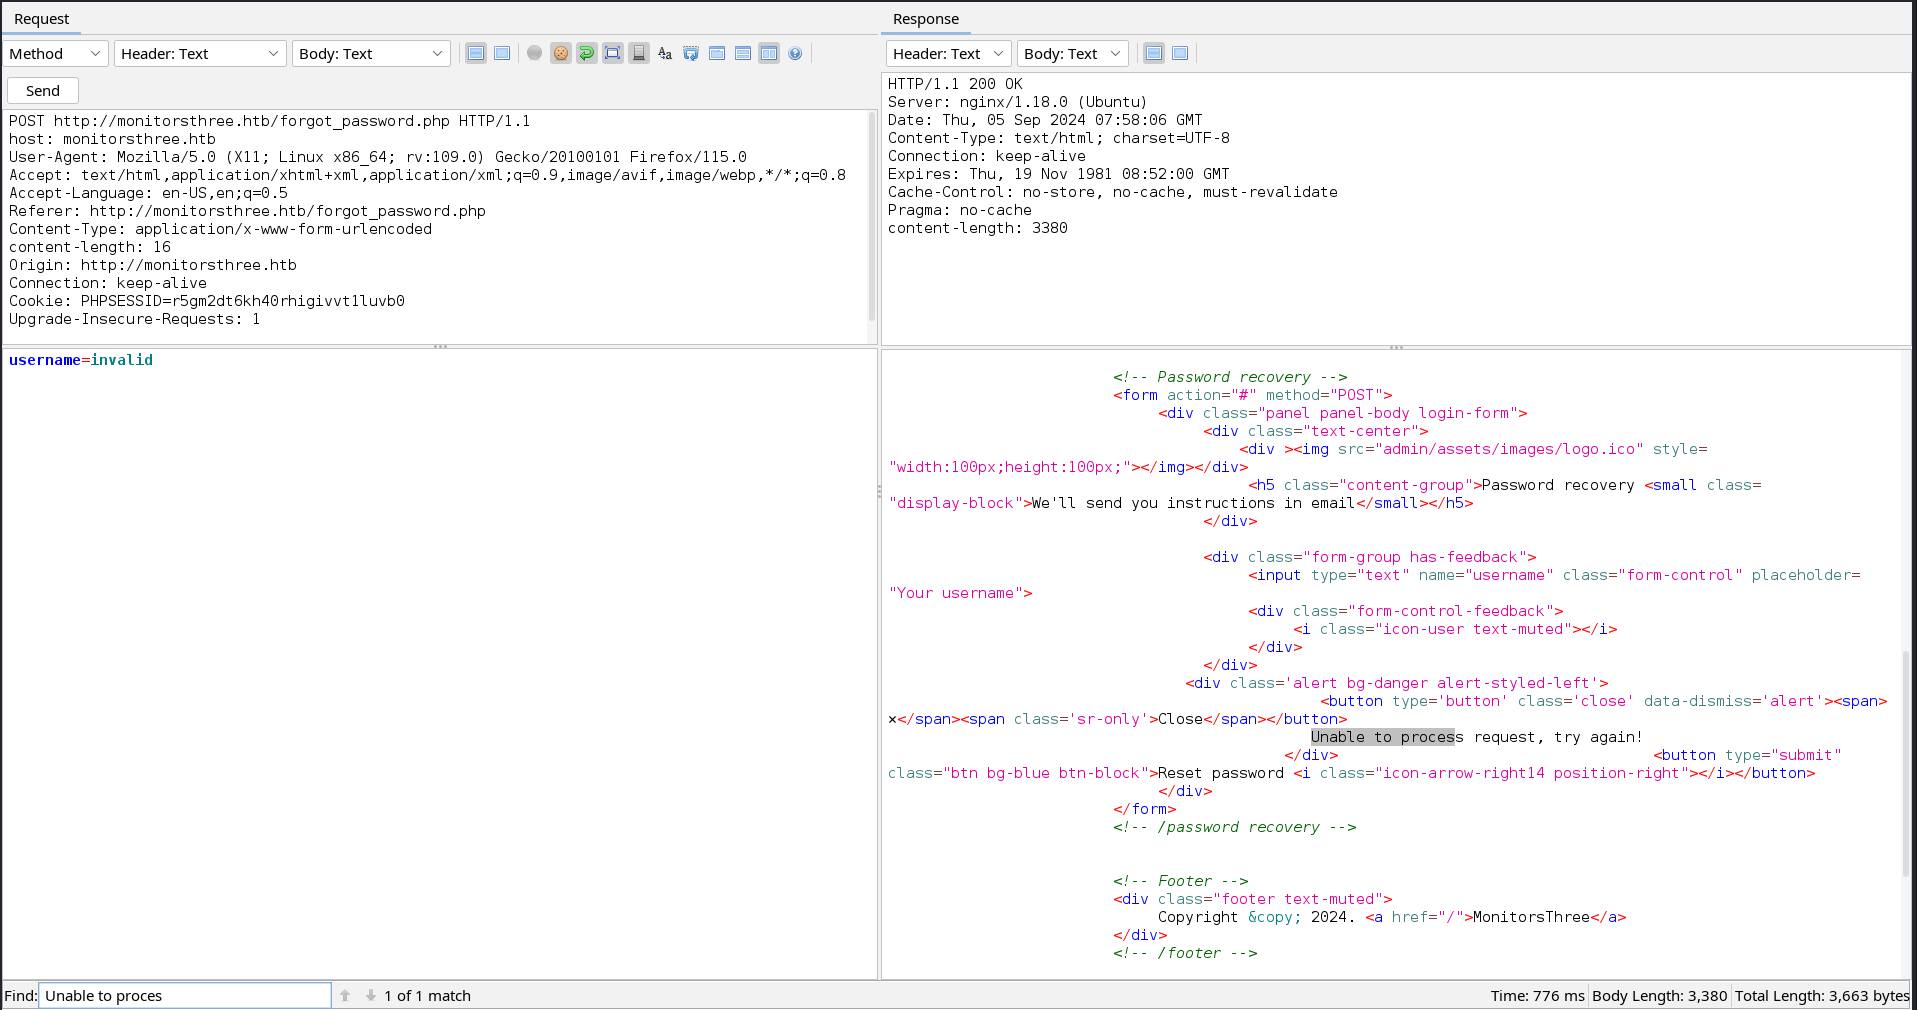 Request
Method
Header: Text
Body: Text
Send
POST http://monitorsthree.htb/forgot_password.php HTTP/1.1
host: monitorsthree.htb
User-Agent: Mozilla/5.0 (X11; Linux x86_64; rv:109.0) Gecko/20100101 Firefox/115.0
Accept: text/html,application/xhtml+xml,application/xml;q=0.9,image/avif,image/webp,*/*;q=0.8
Accept-Language: en-US,en;q=0.5
Referer: http://monitorsthree.htb/forgot_password.php
Content-Type: application/x-www-form-urlencoded
content-length: 16
Origin: http://monitorsthree.htb
Connection: keep-alive
Cookie: PHPSESSID=r5gm2dt6kh40rhigivvt1luvb0
Upgrade-Insecure-Requests: 1
username=invalid
Response
Header: Text
Body: Text
HTTP/1.1 200 OK
Server: nginx/1.18.0 (Ubuntu)
Date: Thu, 05 Sep 2024 07:58:06 GMT
Content-Type: text/html; charset=UTF-8
Connection: keep-alive
Expires: Thu, 19 Nov 1981 08:52:00 GMT
Cache-Control: no-store, no-cache, must-revalidate
Pragma: no-cache
content-length: 3380
<!-- Password recovery -->
<form action="#" method="POST">
<div class="panel panel-body login-form">
<div class="text-center">
<div ><img src="admin/assets/images/logo.ico" style=
"width:100px;height:100px;"></img></div>
<h5 class="content-group">Password recovery <small class=
"display-block">We'll send you instructions in email</small></h5>
</div>
<div class="form-group has-feedback">
<input type="text" name="username" class="form-control" placeholder=
"Your username">
<div class="form-control-feedback">
<i class="icon-user text-muted"></i>
</div>
</div>
<div class='alert bg-danger alert-styled-left'>
<button type='button' class='close' data-dismiss='alert'><span>
×</span><span class='sr-only'>Close</span></button>
Unable to process request, try again!
</div> <button type="submit"
class="btn bg-blue btn-block">Reset password <i class="icon-arrow-right14 position-right"></i></button>
</div>
</form>
<!-- /password recovery -->
<!-- Footer -->
<div class="footer text-muted">
Copyright &copy; 2024. <a href="/">MonitorsThree</a>
</div>
<!-- /footer -->
Find: Unable to proces 1 of 1 match
Time: 776 ms Body Length: 3,380 Total Length: 3,663 bytes